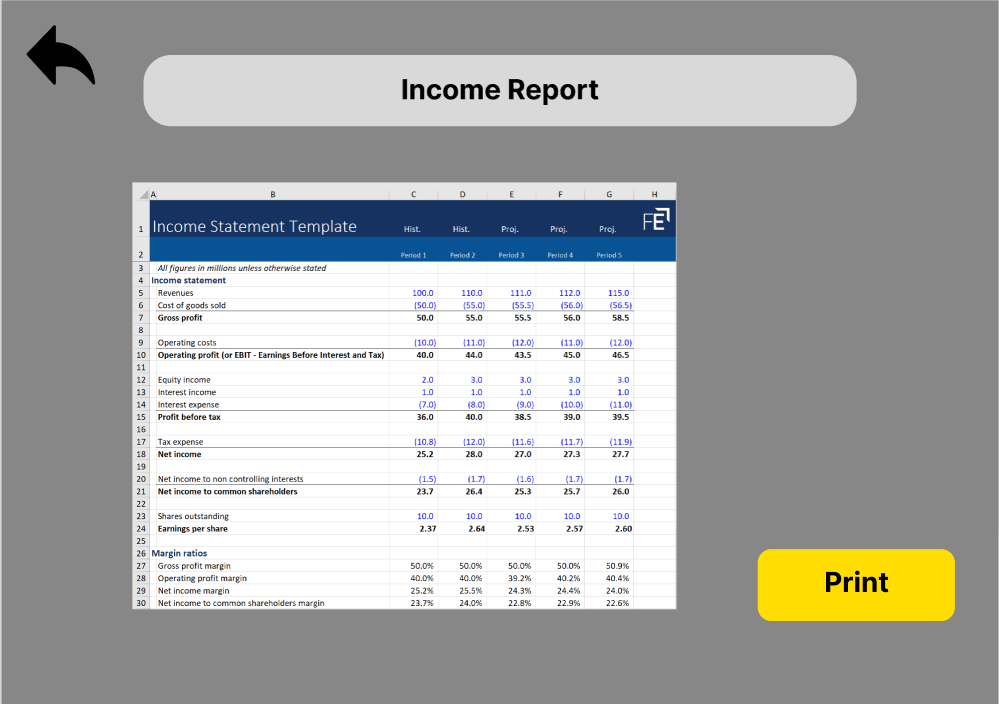 Income Report
A B C D E F G H
1 Income Statement Template Hist. Hist. Proj. Proj. Proj. FE
2 Period 1 Period 2 Period 3 Period 4 Period 5
3 All figures in millions unless otherwise stated
4 Income statement
5 Revenues 100.0 110.0 111.0 112.0 115.0
6 Cost of goods sold (50.0) (55.0) (55.5) (56.0) (56.5)
7 Gross profit 50.0 55.0 55.5 56.0 58.5
8
9 Operating costs (10.0) (11.0) (12.0) (11.0) (12.0)
10 Operating profit (or EBIT - Earnings Before Interest and Tax) 40.0 44.0 43.5 45.0 46.5
11
12 Equity income 2.0 3.0 3.0 3.0 3.0
13 Interest income 1.0 1.0 1.0 1.0 1.0
14 Interest expense (7.0) (8.0) (9.0) (10.0) (11.0)
15 Profit before tax 36.0 40.0 38.5 39.0 39.5
16
17 Tax expense (10.8) (12.0) (11.6) (11.7) (11.9)
18 Net income 25.2 28.0 27.0 27.3 27.7
19
20 Net income to non controlling interests (1.5) (1.7) (1.6) (1.7) (1.7)
21 Net income to common shareholders 23.7 26.4 25.3 25.7 26.0
22
23 Shares outstanding 10.0 10.0 10.0 10.0 10.0
24 Earnings per share 2.37 2.64 2.53 2.57 2.60
25
26 Margin ratios
27 Gross profit margin 50.0% 50.0% 50.0% 50.0% 50.9%
28 Operating profit margin 40.0% 40.0% 39.2% 40.2% 40.4%
29 Net income margin 25.2% 25.5% 24.3% 24.4% 24.0%
30 Net income to common shareholders margin 23.7% 24.0% 22.8% 22.9% 22.6%
Print